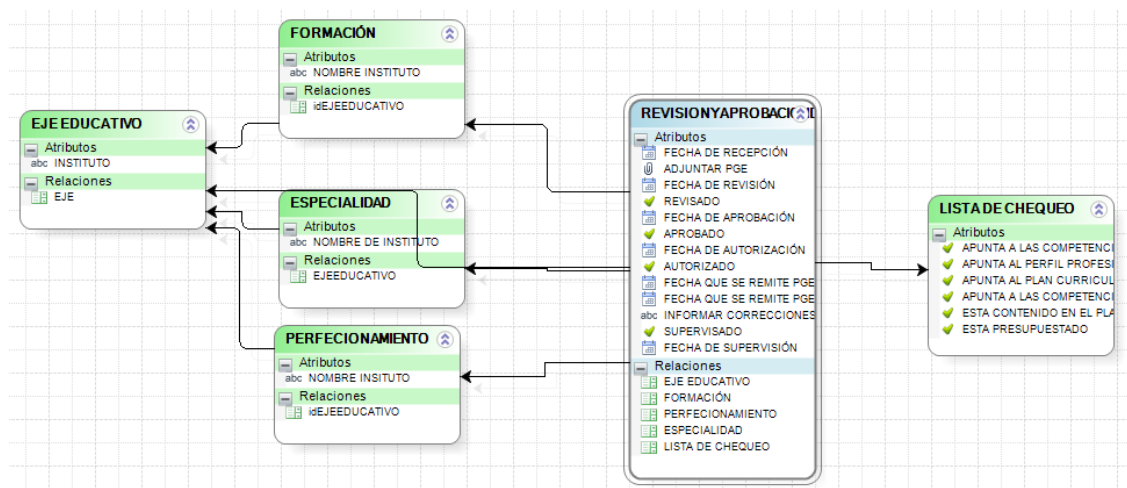 FORMACIÓN
Atributos
abc NOMBRE INSTITUTO
Relaciones
idEJEEDUCATIVO
EJE EDUCATIVO
Atributos
abc INSTITUTO
Relaciones
EJE
ESPECIALIDAD
Atributos
abc NOMBRE DE INSTITUTO
Relaciones
EJEEDUCATIVO
PERFECIONAMIENTO
Atributos
abc NOMBRE INSITUTO
Relaciones
idEJEEDUCATIVO
REVISIONYAPROBACIOND
Atributos
FECHA DE RECEPCIÓN
ADJUNTAR PGE
FECHA DE REVISIÓN
REVISADO
FECHA DE APROBACIÓN
APROBADO
FECHA DE AUTORIZACIÓN
AUTORIZADO
FECHA QUE SE REMITE PGE
FECHA QUE SE REMITE PGE
abc INFORMAR CORRECCIONES
SUPERVISADO
FECHA DE SUPERVISIÓN
Relaciones
EJE EDUCATIVO
FORMACIÓN
PERFECIONAMIENTO
ESPECIALIDAD
LISTA DE CHEQUEO
LISTA DE CHEQUEO
Atributos
APUNTA A LAS COMPETENCI
APUNTA AL PERFIL PROFESI
APUNTA AL PLAN CURRICUL
APUNTA A LAS COMPETENCI
ESTA CONTENIDO EN EL PLA
ESTA PRESUPUESTADO